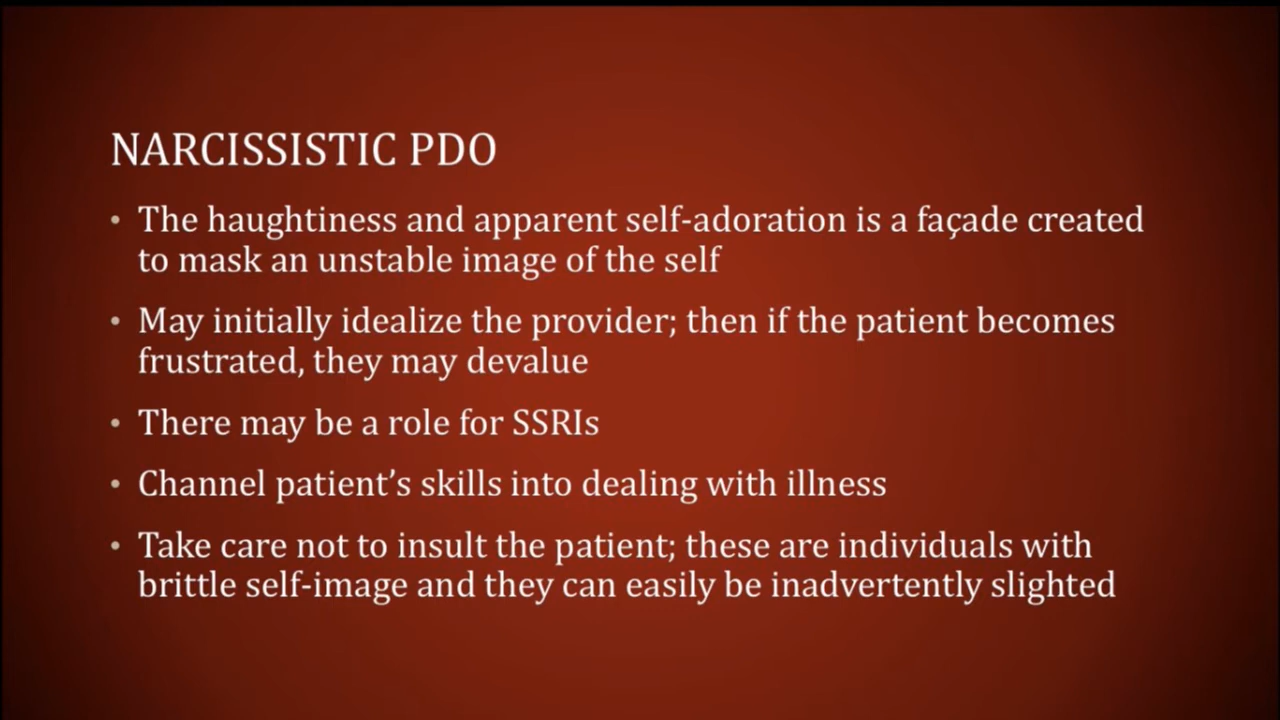 NARCISSISTIC PDO
• The haughtiness and apparent self-adoration is a façade created
to mask an unstable image of the self
• May initially idealize the provider; then if the patient becomes
frustrated, they may devalue
• There may be a role for SSRIs
• Channel patient’s skills into dealing with illness
• Take care not to insult the patient; these are individuals with
brittle self-image and they can easily be inadvertently slighted